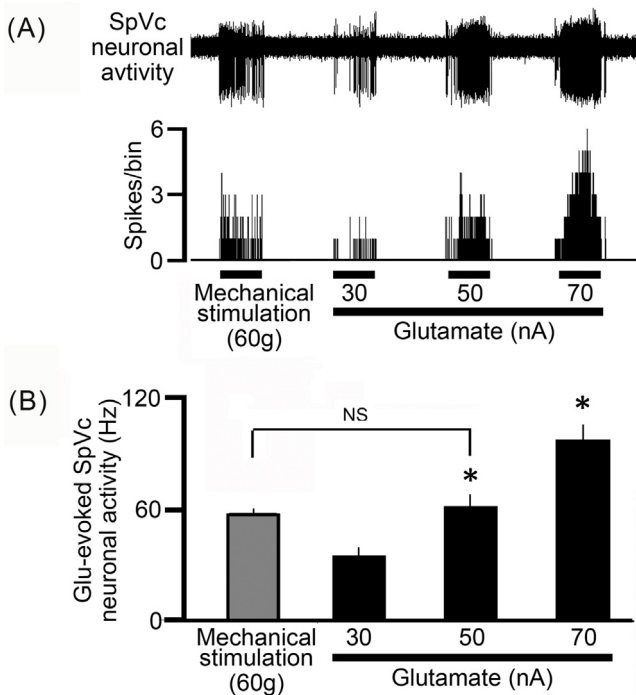 (A)
SpVc
neuronal
avtivity
6
3
0
Spikes/bin
Mechanical
stimulation
(60g)
30 50 70
Glutamate (nA)
(B)
120
60
0
Glu-evoked SpVc
neuronal activity (Hz)
NS
*
*
Mechanical
stimulation
(60g)
30 50 70
Glutamate (nA)